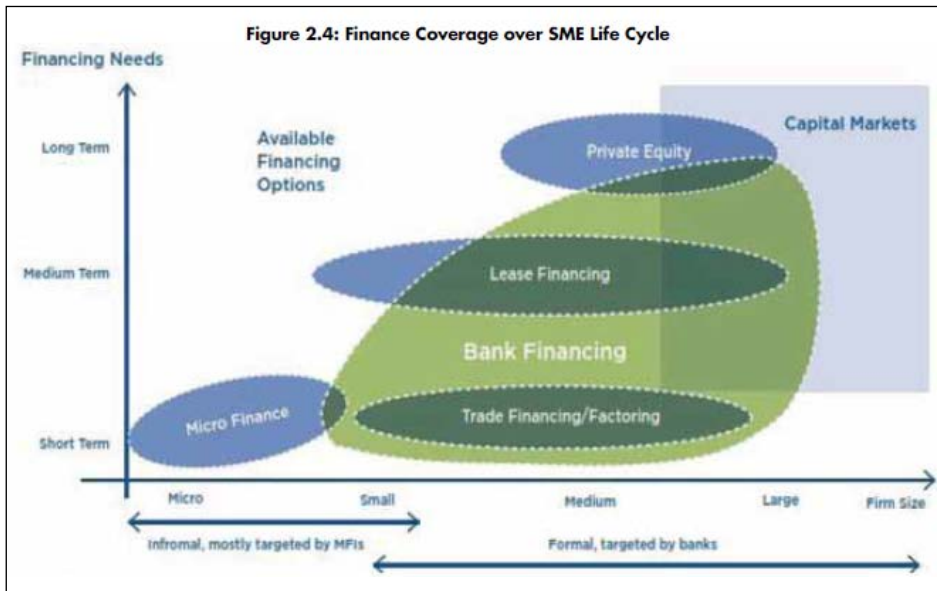 Figure 2.4: Finance Coverage over SME Life Cycle
Financing Needs
Capital Markets
Available
Financing
Options
Long Term
Private Equity
Medium Term
Lease Financing
Bank Financing
Micro Finance
Trade Financing/Factoring
Short Term
Micro
Small
Medium
Large
Firm Size
Infromal, mostly targeted by MFIs
Formal, targeted by banks